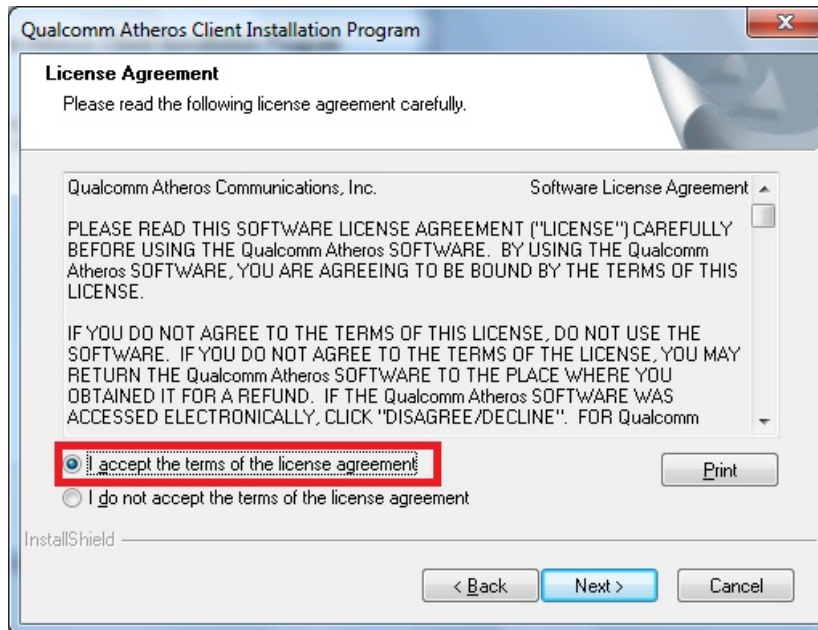 Qualcomm Atheros Client Installation Program
License Agreement
Please read the following license agreement carefully.
Qualcomm Atheros Communications, Inc. Software License Agreement
PLEASE READ THIS SOFTWARE LICENSE AGREEMENT ("LICENSE") CAREFULLY
BEFORE USING THE Qualcomm Atheros SOFTWARE. BY USING THE Qualcomm
Atheros SOFTWARE, YOU ARE AGREEING TO BE BOUND BY THE TERMS OF THIS
LICENSE.
IF YOU DO NOT AGREE TO THE TERMS OF THIS LICENSE, DO NOT USE THE
SOFTWARE. IF YOU DO NOT AGREE TO THE TERMS OF THE LICENSE, YOU MAY
RETURN THE Qualcomm Atheros SOFTWARE TO THE PLACE WHERE YOU
OBTAINED IT FOR A REFUND. IF THE Qualcomm Atheros SOFTWARE WAS
ACCESSED ELECTRONICALLY, CLICK "DISAGREE/DECLINE". FOR Qualcomm
I accept the terms of the license agreement
Print
I do not accept the terms of the license agreement
InstallShield
< Back Next > Cancel